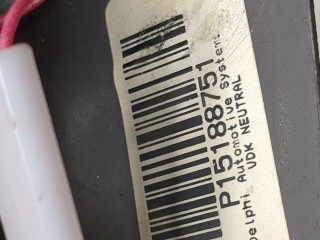 P15188751
Delphi Automotive Systems
VDK NEUTRAL